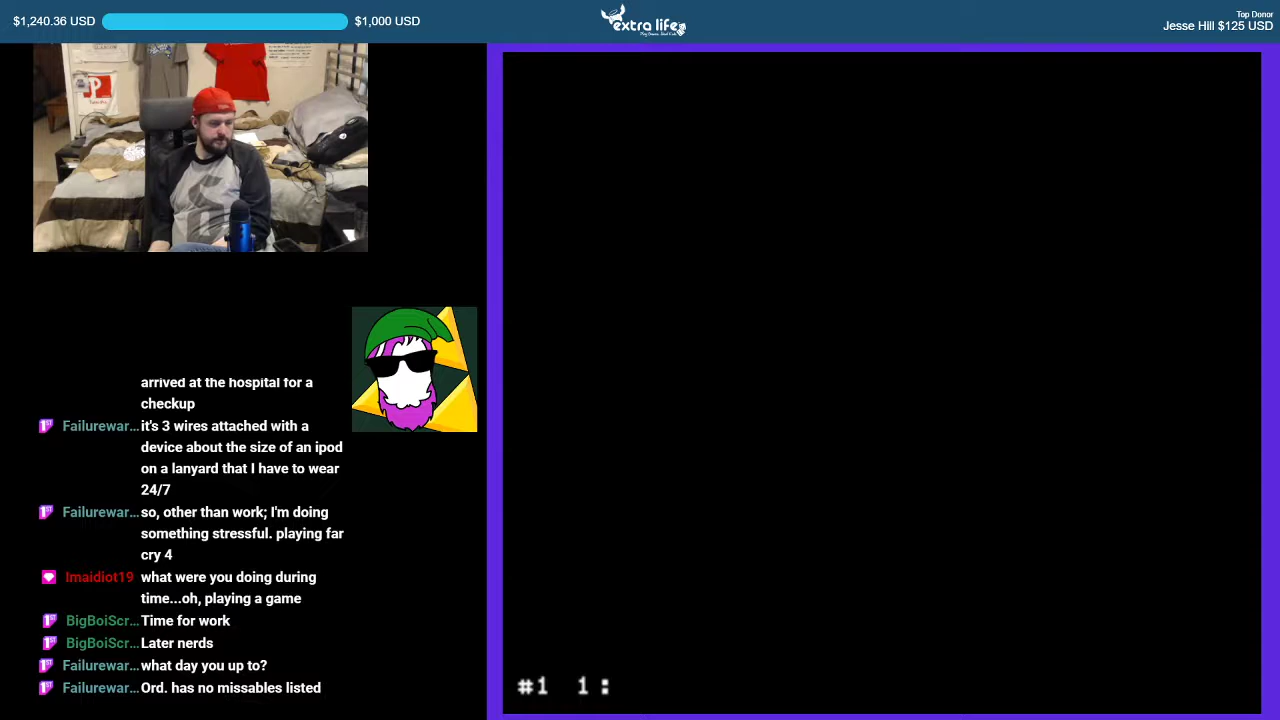 $1,240.36 USD
$1,000 USD
extra life
Top Donor
Jesse Hill $125 USD
arrived at the hospital for a
checkup
Failurewar... it's 3 wires attached with a
device about the size of an ipod
on a lanyard that I have to wear
24/7
Failurewar... so, other than work; I'm doing
something stressful. playing far
cry 4
Imaidiot19 what were you doing during
time...oh, playing a game
BigBoiScr... Time for work
BigBoiScr... Later nerds
Failurewar... what day you up to?
Failurewar... Ord. has no missables listed
#1 1: